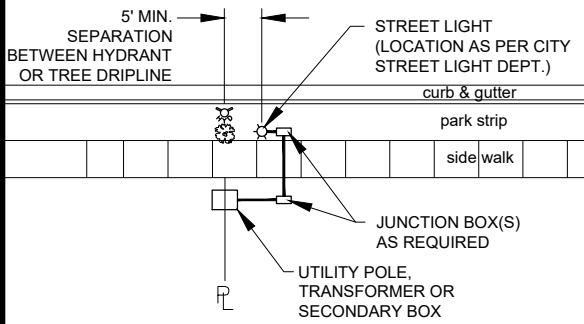 5' MIN.
SEPARATION
BETWEEN HYDRANT
OR TREE DRIPLINE
STREET LIGHT
(LOCATION AS PER CITY
STREET LIGHT DEPT.)
curb & gutter
park strip
side walk
JUNCTION BOX(S)
AS REQUIRED
UTILITY POLE,
TRANSFORMER OR
SECONDARY BOX
PL